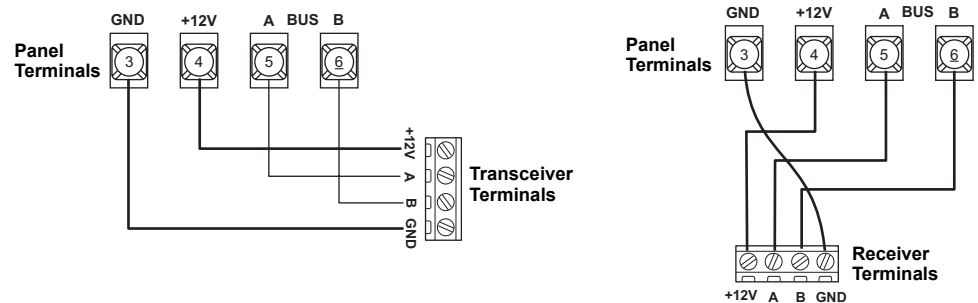 GND +12V A BUS B
Panel
Terminals
3 4 5 6
+12V
A
B
GND
Transceiver
Terminals
GND +12V A BUS B
Panel
Terminals
3 4 5 6
Receiver
Terminals
+12V A B GND